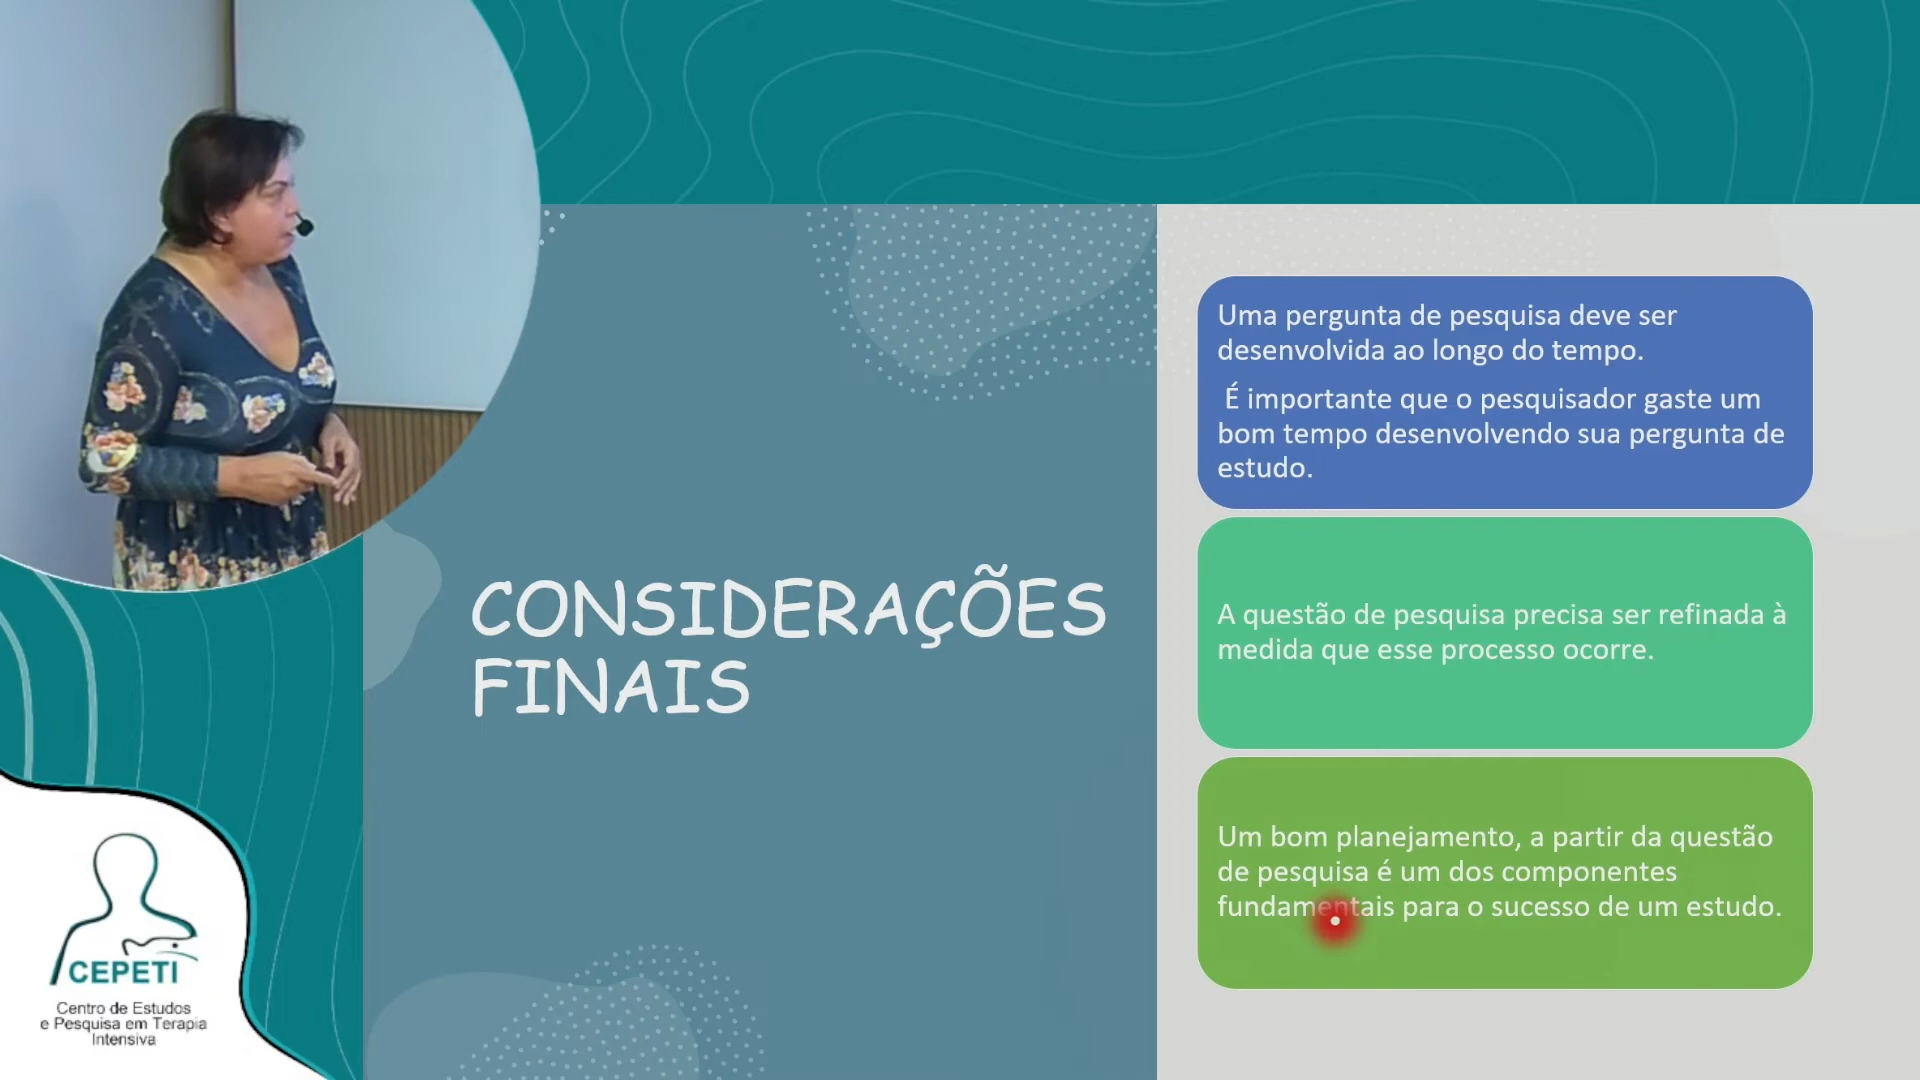 CONSIDERAÇÕES
FINAIS
Uma pergunta de pesquisa deve ser
desenvolvida ao longo do tempo.
É importante que o pesquisador gaste um
bom tempo desenvolvendo sua pergunta de
estudo.
A questão de pesquisa precisa ser refinada à
medida que esse processo ocorre.
Um bom planejamento, a partir da questão
de pesquisa é um dos componentes
fundamentais para o sucesso de um estudo.
CEPETI
Centro de Estudos
e Pesquisa em Terapia
Intensiva